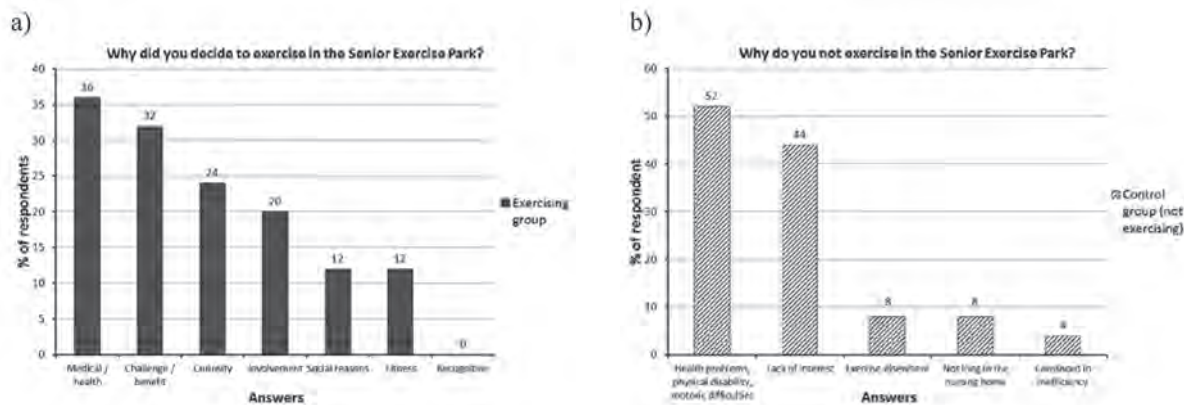 a)
Why did you decide to exercise in the Senior Exercise Park?
% of respondents
40
35
30
25
20
15
10
5
0
36
32
24
20
12
12
0
Medical / health
Challenge / benefit
Curiosity
Involvement
Social reasons
Fitness
Recognition
Answers
Exercising group
b)
Why do you not exercise in the Senior Exercise Park?
% of respondent
60
50
40
30
20
10
0
52
44
8
8
4
Health problems, physical disability, motoric difficulties
Lack of interest
Exercise elsewhere
Not long in the nursing home
Convinced in inefficiency
Answers
Control group (not exercising)